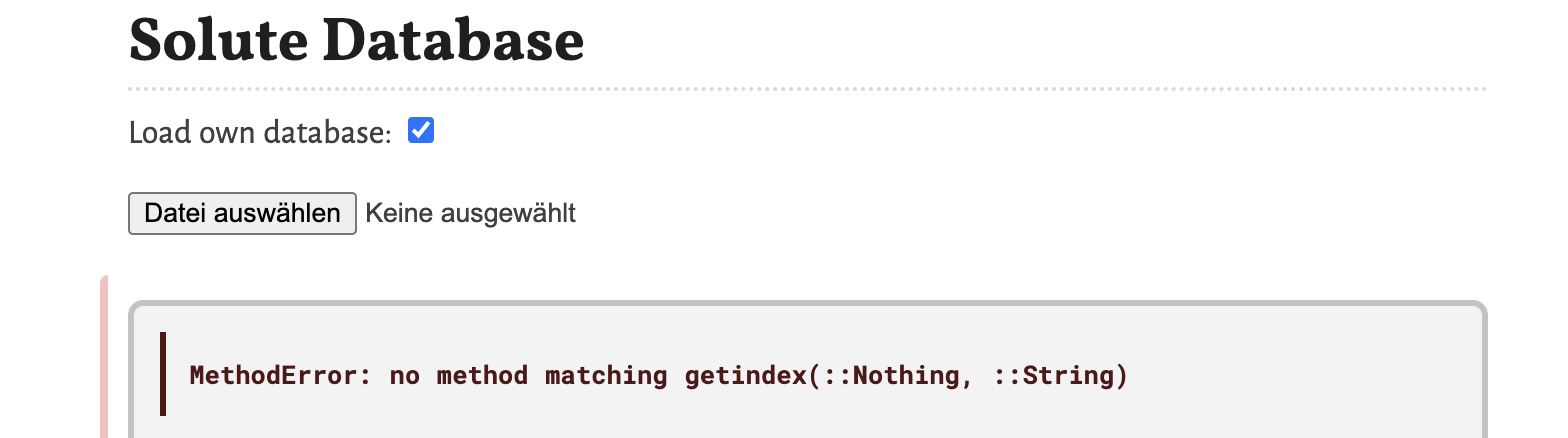 Solute Database
Load own database:
Datei auswählen Keine ausgewählt
MethodError: no method matching getindex(::Nothing, ::String)